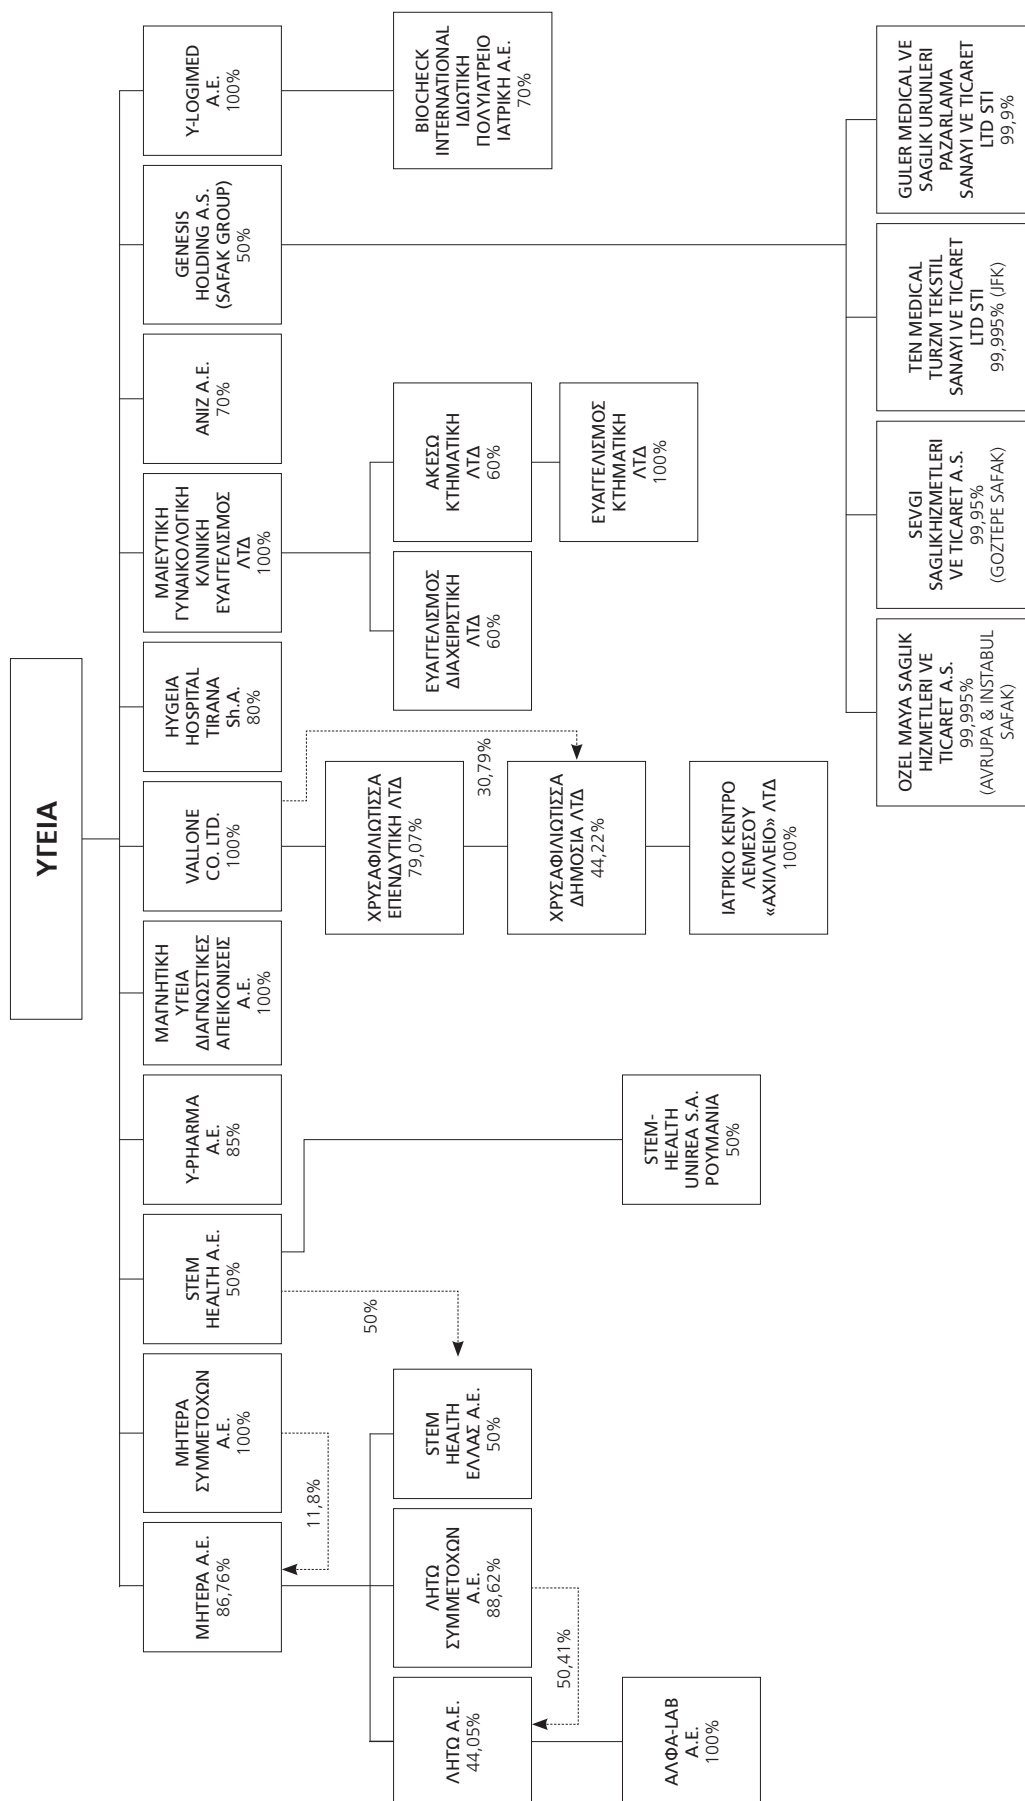 ΥΓΕΙΑ
ΜΗΤΕΡΑ Α.Ε.
86,76%
ΜΗΤΕΡΑ
ΣΥΜΜΕΤΟΧΩΝ
Α.Ε.
100%
STEM
HEALTH Α.Ε.
50%
Y-PHARMA
Α.Ε.
85%
ΜΑΓΝΗΤΙΚΗ
ΥΓΕΙΑ
ΔΙΑΓΝΩΣΤΙΚΕΣ
ΑΠΕΙΚΟΝΙΣΕΙΣ
Α.Ε.
100%
VALLONE
CO. LTD.
100%
HYGEIA
HOSPITAL
TIRANA
Sh.A.
80%
ΜΑΙΕΥΤΙΚΗ
ΓΥΝΑΙΚΟΛΟΓΙΚΗ
ΚΛΙΝΙΚΗ
ΕΥΑΓΓΕΛΙΣΜΟΣ
ΛΤΔ
100%
ΑΝΙΖ Α.Ε.
70%
GENESIS
HOLDING A.S.
(SAFAK GROUP)
50%
Y-LOGIMED
Α.Ε.
100%
11,8%
50%
30,79%
ΛΗΤΩ Α.Ε.
44,05%
ΛΗΤΩ
ΣΥΜΜΕΤΟΧΩΝ
Α.Ε.
88,62%
STEM
HEALTH
ΕΛΛΑΣ Α.Ε.
50%
ΧΡΥΣΑΦΙΛΙΩΤΙΣΣΑ
ΕΠΕΝΔΥΤΙΚΗ ΛΤΔ
79,07%
ΕΥΑΓΓΕΛΙΣΜΟΣ
ΔΙΑΧΕΙΡΙΣΤΙΚΗ
ΛΤΔ
60%
ΑΚΕΣΩ
ΚΤΗΜΑΤΙΚΗ
ΛΤΔ
60%
BIOCHECK
INTERNATIONAL
ΙΔΙΩΤΙΚΗ
ΠΟΛΥΙΑΤΡΕΙΟ
ΙΑΤΡΙΚΗ Α.Ε.
70%
50,41%
ΧΡΥΣΑΦΙΛΙΩΤΙΣΣΑ
ΔΗΜΟΣΙΑ ΛΤΔ
44,22%
ΕΥΑΓΓΕΛΙΣΜΟΣ
ΚΤΗΜΑΤΙΚΗ
ΛΤΔ
100%
ΑΛΦΑ-LAB
Α.Ε.
100%
STEM-
HEALTH
UNIREA S.A.
ΡΟΥΜΑΝΙΑ
50%
ΙΑΤΡΙΚΟ ΚΕΝΤΡΟ
ΛΕΜΕΣΟΥ
«ΑΧΙΛΛΕΙΟ» ΛΤΔ
100%
OZEL MAYA SAGLIK
HIZMETLERI VE
TICARET A.S.
99,995%
(AVRUPA & INSTABUL
SAFAK)
SEVGI
SAGLIKHIZMETLERI
VE TICARET A.S.
99,95%
(GOZTEPE SAFAK)
TEN MEDICAL
TURZM TEKSTIL
SANAYI VE TICARET
LTD STI
99,995% (JFK)
GULER MEDICAL VE
SAGLIK URUNLERI
PAZARLAMA
SANAYI VE TICARET
LTD STI
99,9%